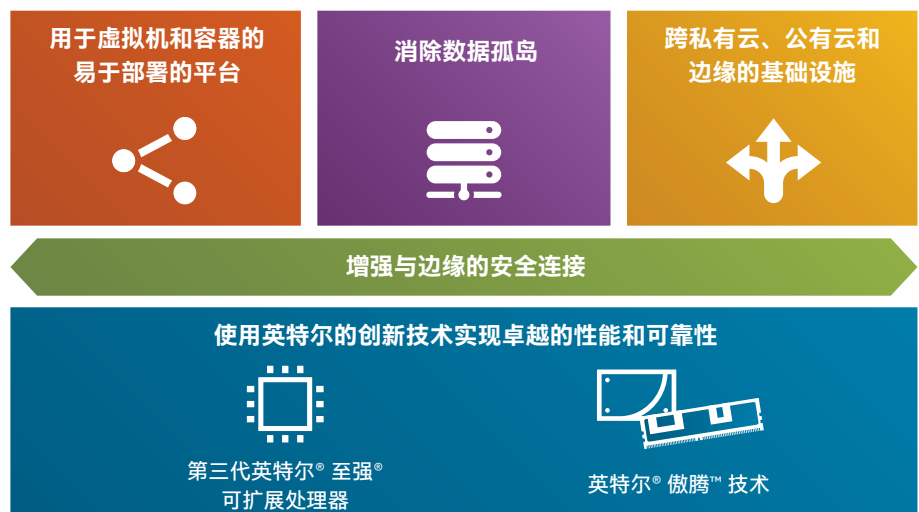 用于虚拟机和容器的
易于部署的平台
消除数据孤岛
跨私有云、公有云和
边缘的基础设施
增强与边缘的安全连接
使用英特尔的创新技术实现卓越的性能和可靠性
第三代英特尔® 至强®
可扩展处理器
英特尔® 傲腾™ 技术